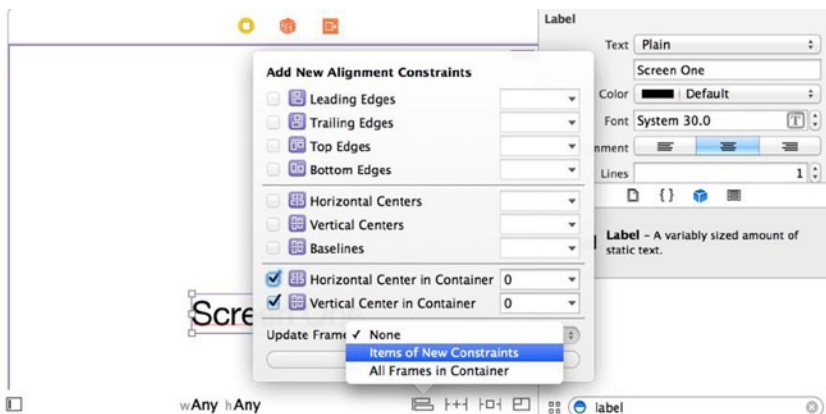 Label
Text Plain
Screen One
Color Default
Font System 30.0
nment
Lines 1
Label – A variably sized amount of
static text.
label
Add New Alignment Constraints
Leading Edges
Trailing Edges
Top Edges
Bottom Edges
Horizontal Centers
Vertical Centers
Baselines
Horizontal Center in Container 0
Vertical Center in Container 0
Update Frame ✓ None
Items of New Constraints
All Frames in Container
Scre
wAny hAny